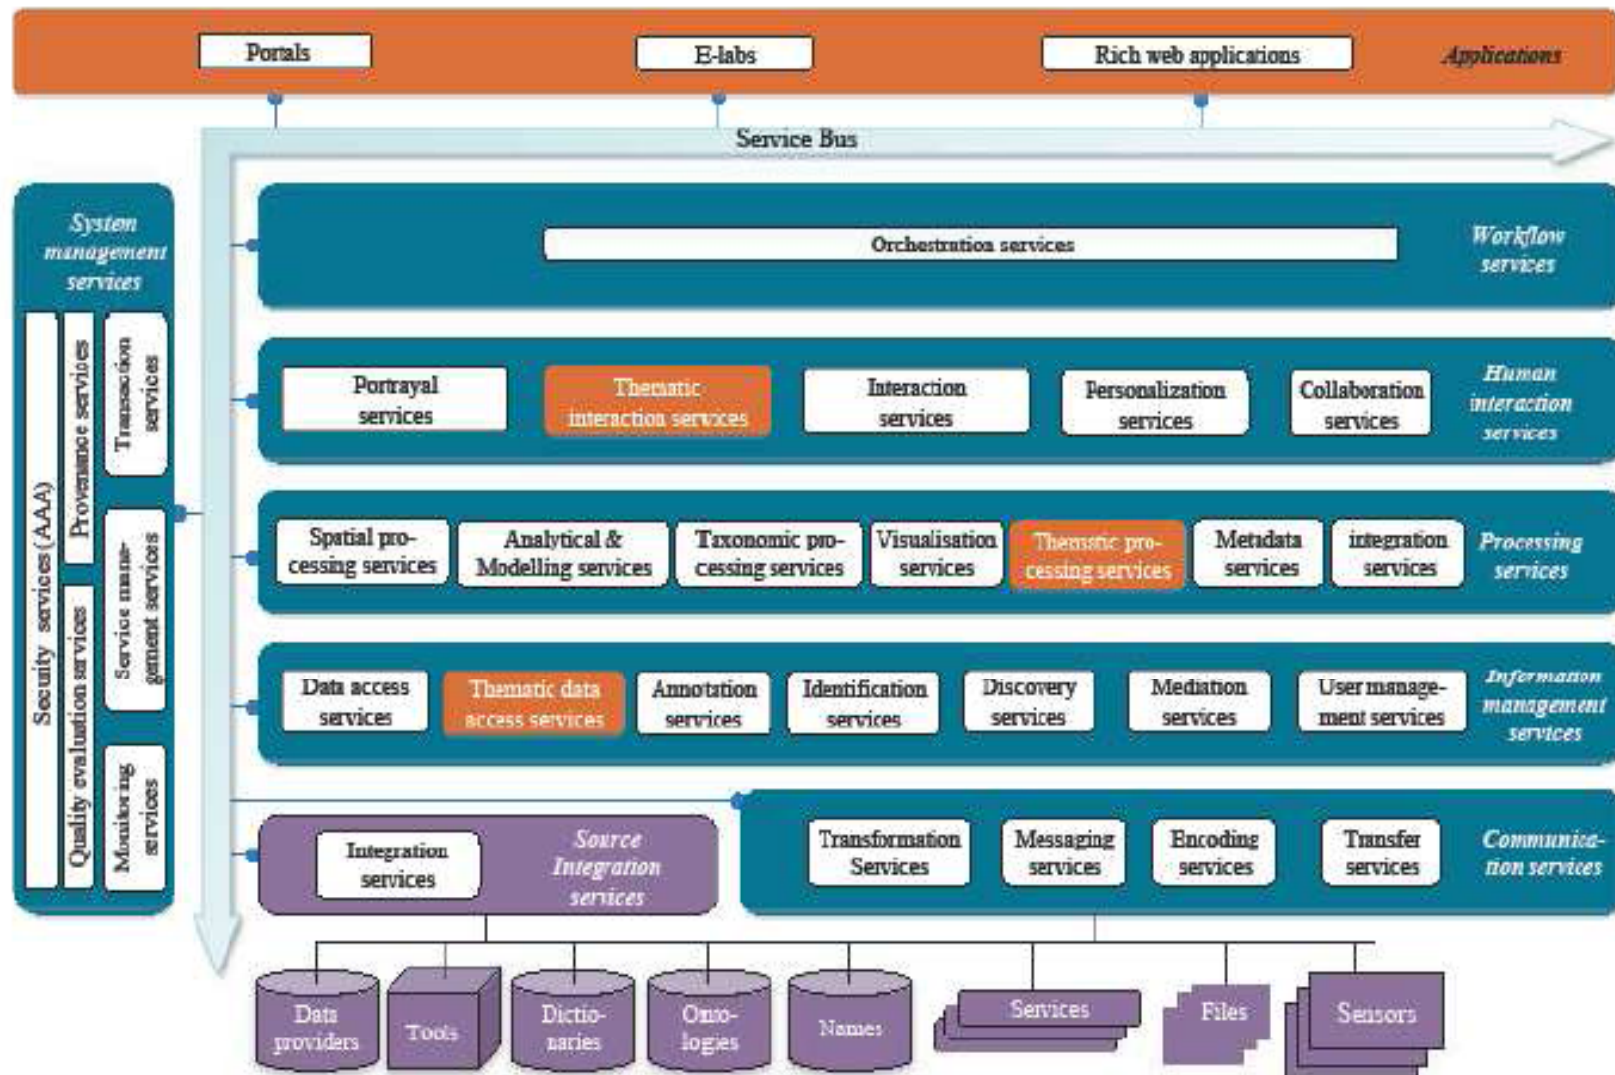 Portals
E-labs
Rich web applications
Applications
Service Bus
System
management
services
Security services (AAA)
Provenance services
Quality evaluation services
Transaction
services
Service mane-
gement services
Monitoring
services
Orchestration services
Workflow
services
Portrayal
services
Thematic
interaction services
Interaction
services
Personalization
services
Collaboration
services
Human
interaction
services
Spatial pro-
cessing services
Analytical &
Modelling services
Taxonomic pro-
cessing services
Visualisation
services
Thematic pro-
cessing services
Metadata
services
integration
services
Processing
services
Data access
services
Thematic data
access services
Annotation
services
Identification
services
Discovery
services
Mediation
services
User manage-
ment services
Information
management
services
Integration
services
Source
Integration
services
Transformation
Services
Messaging
services
Encoding
services
Transfer
services
Communica-
tion services
Data
providers
Tools
Dictio-
naries
Onto-
logies
Names
Services
Files
Sensors